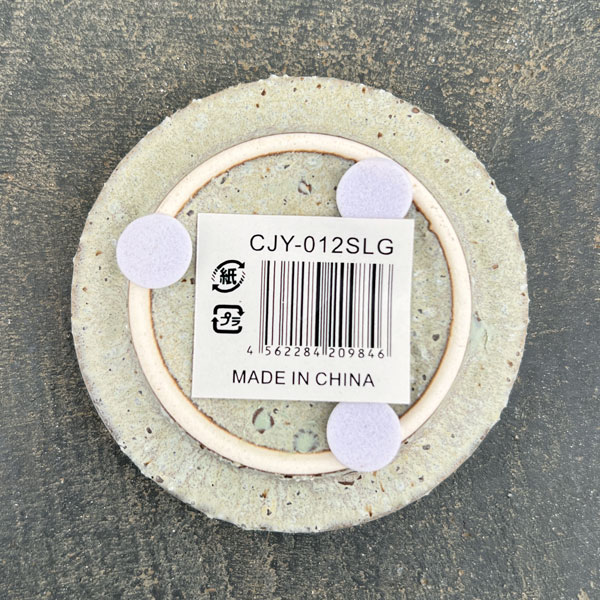 CJY-012SLG
紙
プラ
4 562284 209846
MADE IN CHINA